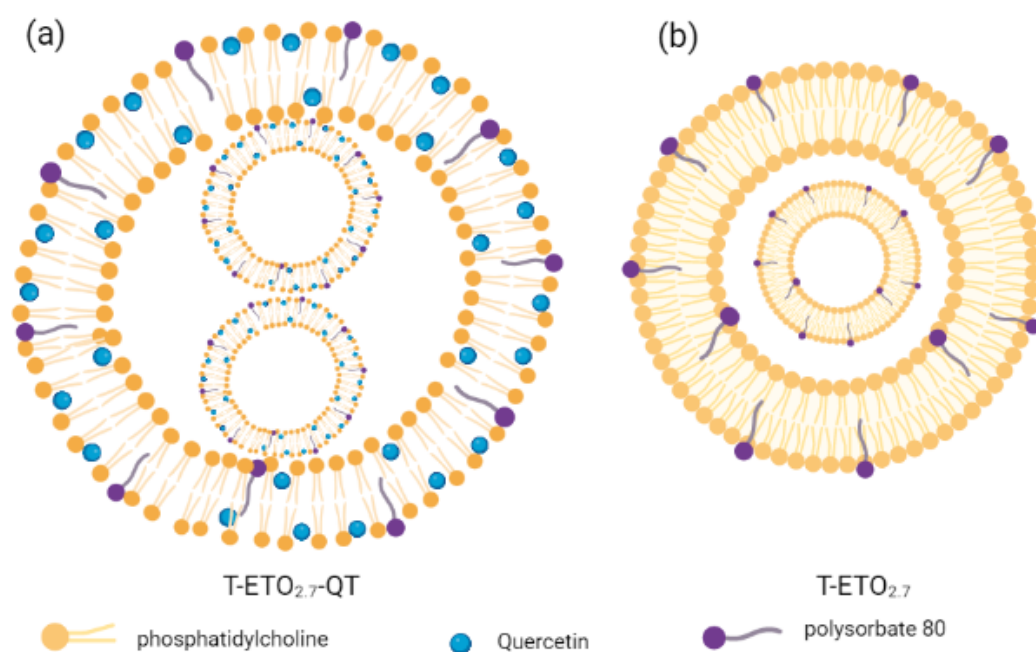 (a)
(b)
T-ETO₂.₇-QT
T-ETO₂.₇
phosphatidylcholine
Quercetin
polysorbate 80